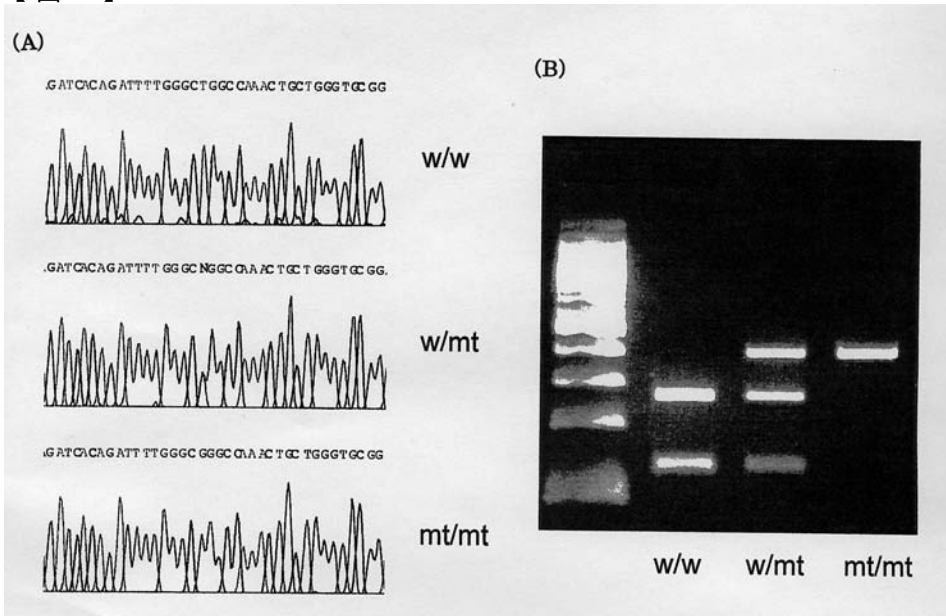 (A)
.GATCACAGATTTTGGGCTGGCCAAACTGCTGGGTGCGG
w/w
.GATCACAGATTTTGGGCNGGCCAAACTGCTGGGTGCGG.
w/mt
.GATCACAGATTTTGGGCGGGCCAAACTGCTGGGTGCGG
mt/mt
(B)
w/w w/mt mt/mt